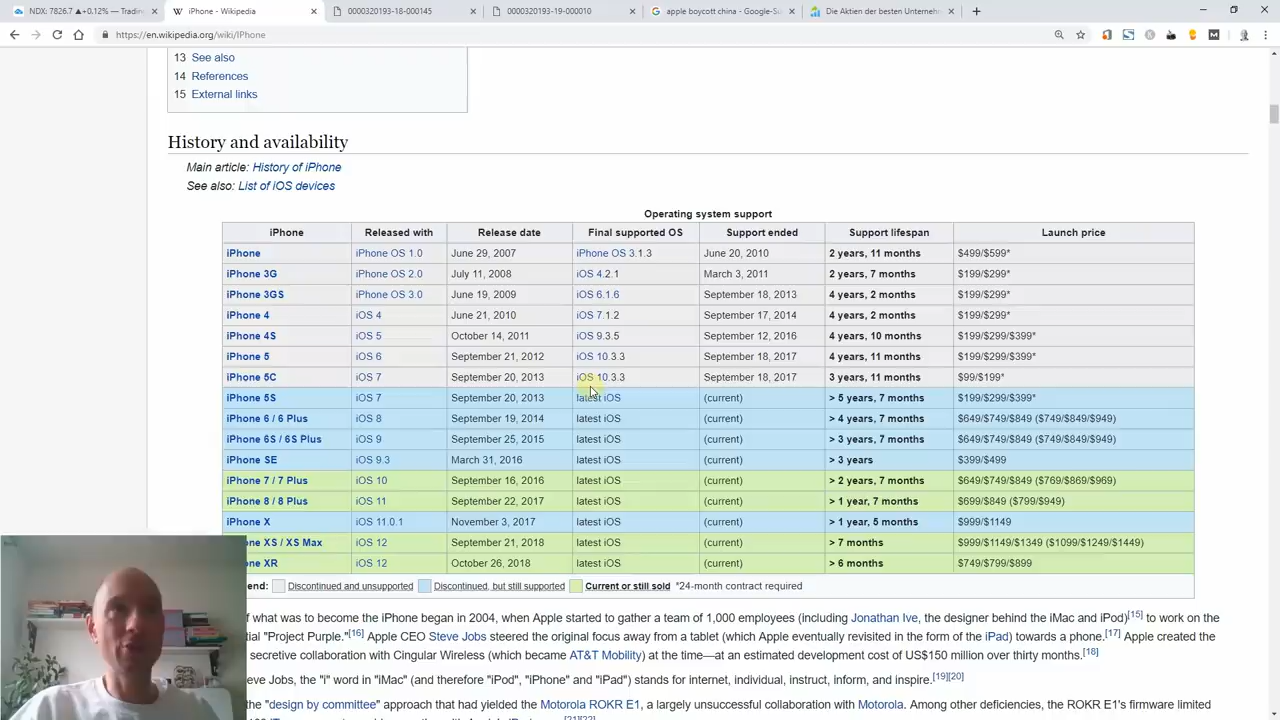 NDX: 7826.7 ▲+0.12% — Tradin
iPhone - Wikipedia
0000320193-18-000145
0000320193-19-000010
apple boycott china - Google-Su
Die Aktien der besten Unterneh
https://en.wikipedia.org/wiki/IPhone
13 See also
14 References
15 External links
History and availability
Main article: History of iPhone
See also: List of iOS devices
Operating system support
iPhone Released with Release date Final supported OS Support ended Support lifespan Launch price
iPhone iPhone OS 1.0 June 29, 2007 iPhone OS 3.1.3 June 20, 2010 2 years, 11 months $499/$599*
iPhone 3G iPhone OS 2.0 July 11, 2008 iOS 4.2.1 March 3, 2011 2 years, 7 months $199/$299*
iPhone 3GS iPhone OS 3.0 June 19, 2009 iOS 6.1.6 September 18, 2013 4 years, 2 months $199/$299*
iPhone 4 iOS 4 June 21, 2010 iOS 7.1.2 September 17, 2014 4 years, 2 months $199/$299*
iPhone 4S iOS 5 October 14, 2011 iOS 9.3.5 September 12, 2016 4 years, 10 months $199/$299/$399*
iPhone 5 iOS 6 September 21, 2012 iOS 10.3.3 September 18, 2017 4 years, 11 months $199/$299/$399*
iPhone 5C iOS 7 September 20, 2013 iOS 10.3.3 September 18, 2017 3 years, 11 months $99/$199*
iPhone 5S iOS 7 September 20, 2013 latest iOS (current) > 5 years, 7 months $199/$299/$399*
iPhone 6 / 6 Plus iOS 8 September 19, 2014 latest iOS (current) > 4 years, 7 months $649/$749/$849 ($749/$849/$949)
iPhone 6S / 6S Plus iOS 9 September 25, 2015 latest iOS (current) > 3 years, 7 months $649/$749/$849 ($749/$849/$949)
iPhone SE iOS 9.3 March 31, 2016 latest iOS (current) > 3 years $399/$499
iPhone 7 / 7 Plus iOS 10 September 16, 2016 latest iOS (current) > 2 years, 7 months $649/$749/$849 ($769/$869/$969)
iPhone 8 / 8 Plus iOS 11 September 22, 2017 latest iOS (current) > 1 year, 7 months $699/$849 ($799/$949)
iPhone X iOS 11.0.1 November 3, 2017 latest iOS (current) > 1 year, 5 months $999/$1149
one XS / XS Max iOS 12 September 21, 2018 latest iOS (current) > 7 months $999/$1149/$1349 ($1099/$1249/$1449)
ne XR iOS 12 October 26, 2018 latest iOS (current) > 6 months $749/$799/$899
end: Discontinued and unsupported Discontinued, but still supported Current or still sold *24-month contract required
of what was to become the iPhone began in 2004, when Apple started to gather a team of 1,000 employees (including Jonathan Ive, the designer behind the iMac and iPod)[15] to work on the
tial "Project Purple."[16] Apple CEO Steve Jobs steered the original focus away from a tablet (which Apple eventually revisited in the form of the iPad) towards a phone.[17] Apple created the
secretive collaboration with Cingular Wireless (which became AT&T Mobility) at the time—at an estimated development cost of US$150 million over thirty months.[18]
eve Jobs, the "i" word in "iMac" (and therefore "iPod", "iPhone" and "iPad") stands for internet, individual, instruct, inform, and inspire.[19][20]
the "design by committee" approach that had yielded the Motorola ROKR E1, a largely unsuccessful collaboration with Motorola. Among other deficiencies, the ROKR E1's firmware limited
[21][22]